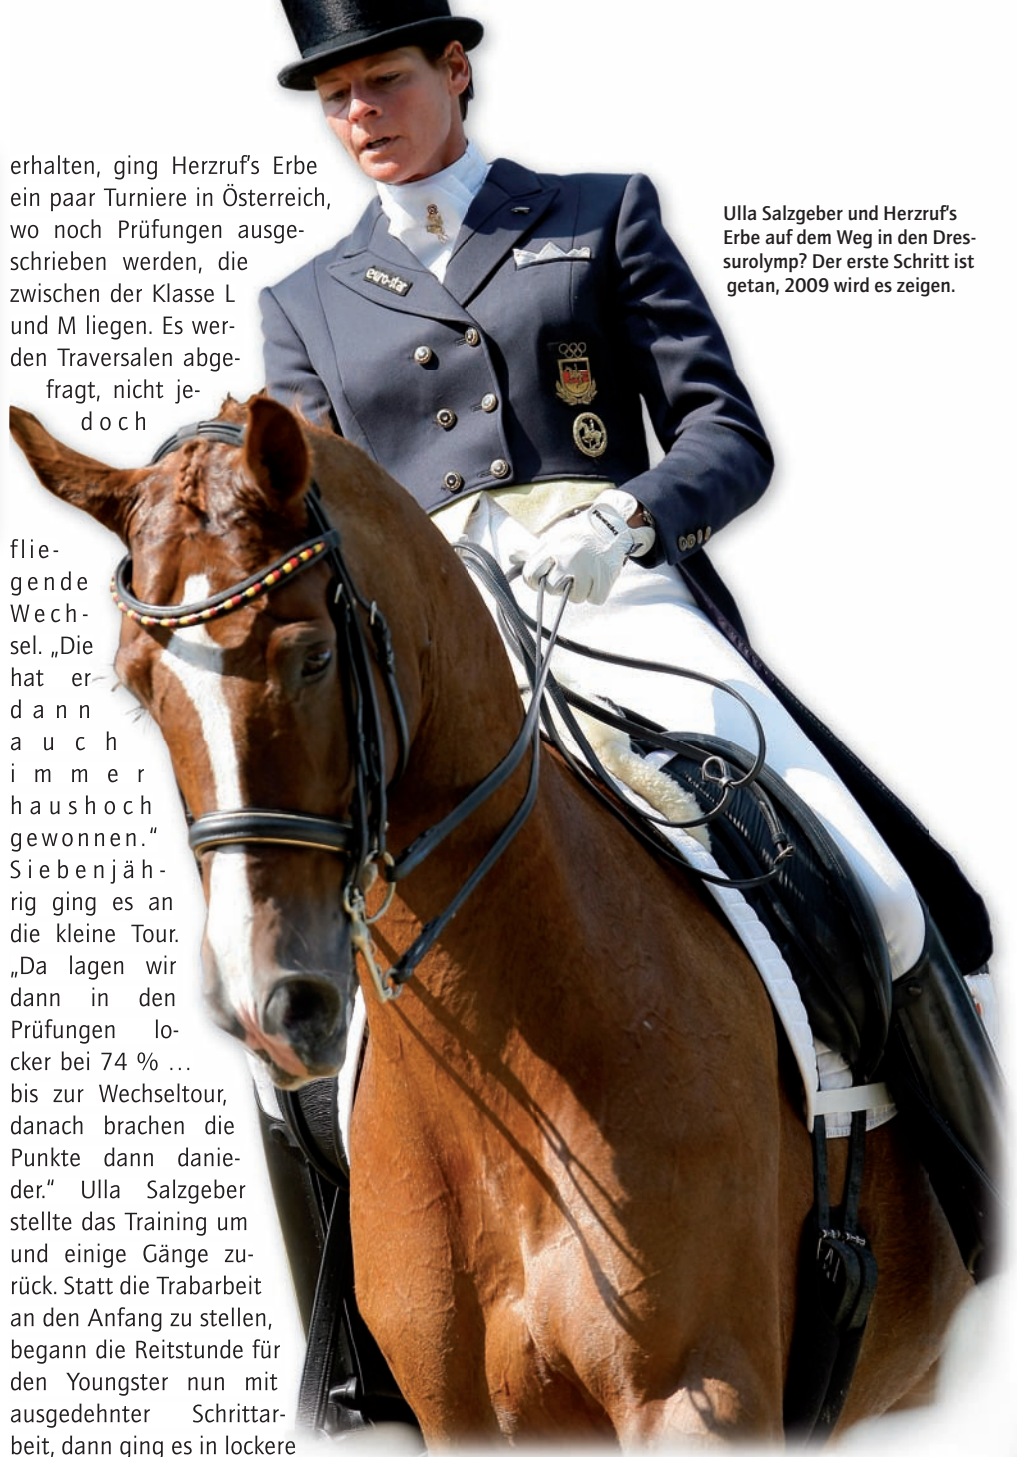 erhalten, ging Herzruf's Erbe
ein paar Turniere in Österreich,
wo noch Prüfungen ausge-
schrieben werden, die
zwischen der Klasse L
und M liegen. Es wer-
den Traversalen abge-
fragt, nicht je-
doch
flie-
gende
Wech-
sel. „Die
hat er
dann
auch
immer
haushoch
gewonnen.“
Siebenjäh-
rig ging es an
die kleine Tour.
„Da lagen wir
dann in den
Prüfungen lo-
cker bei 74 % …
bis zur Wechseltour,
danach brachen die
Punkte dann danie-
der.“ Ulla Salzgeber
stellte das Training um
und einige Gänge zu-
rück. Statt die Trabarbeit
an den Anfang zu stellen,
begann die Reitstunde für
den Youngster nun mit
ausgedehnter Schrittar-
beit, dann ging es in lockere
Ulla Salzgeber und Herzruf's
Erbe auf dem Weg in den Dres-
surolymp? Der erste Schritt ist
getan, 2009 wird es zeigen.
euro-star